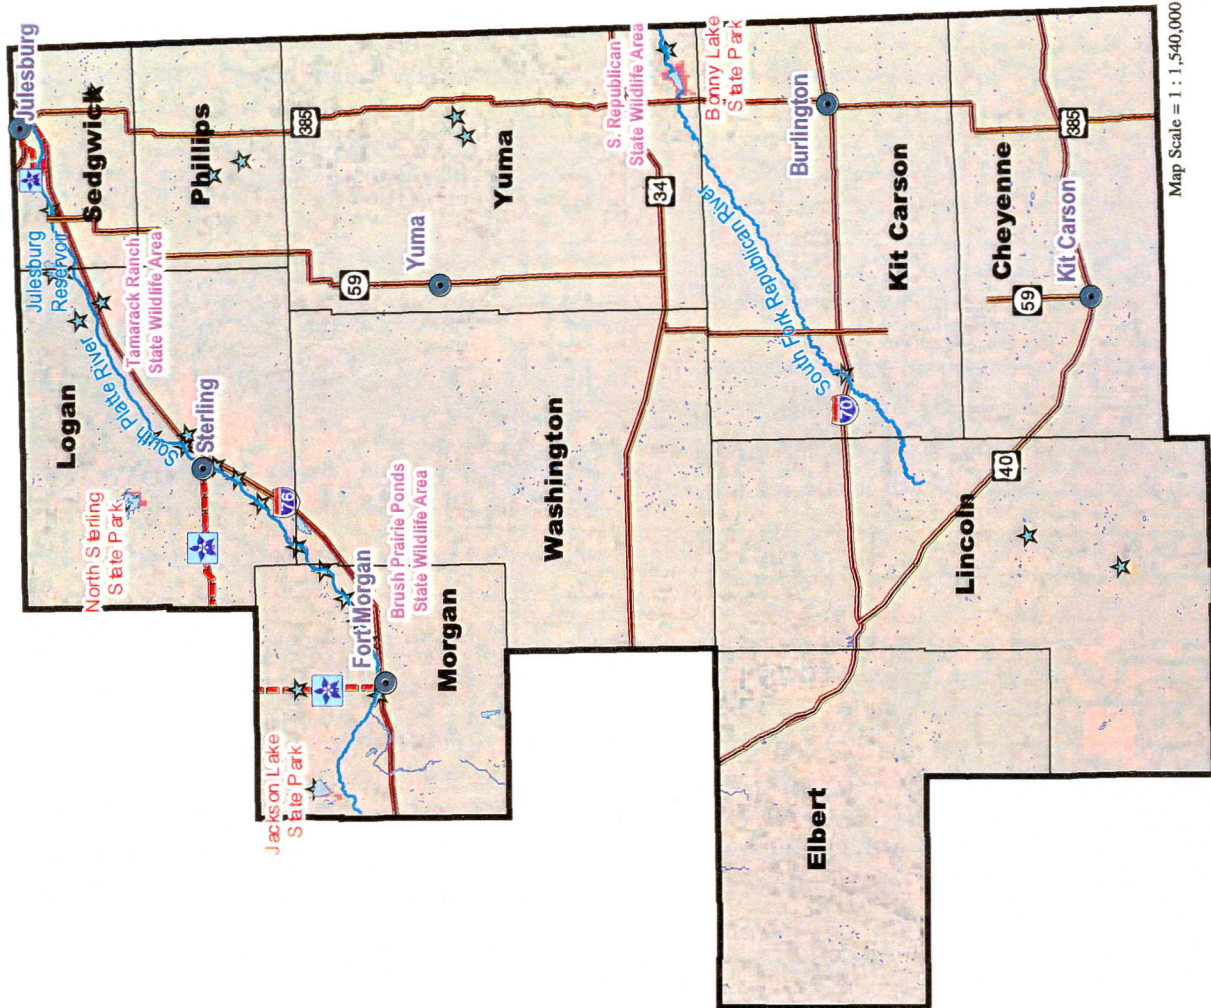 Julesburg
Sedgwick
Julesburg
Reservoir
Phillips
385
Tamarack Ranch
State Wildlife Area
Logan
South Platte River
Sterling
North Sterling
State Park
76
Yuma
Yuma
59
S. Republican
State Wildlife Area
34
Bonny Lake
State Park
Brush Prairie Ponds
State Wildlife Area
Fort Morgan
Morgan
Jackson Lake
State Park
Washington
South Fork Republican River
Burlington
Kit Carson
70
Cheyenne
385
Kit Carson
59
40
Lincoln
Elbert
Map Scale = 1 : 1,540,000